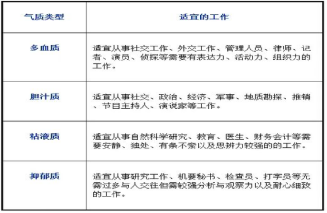 气质类型 适宜的工作
多血质
适宜从事社交工作、外交工作、管理人员、律师、记
者、演员、侦探等需要有表达力、活动力、组织力的
工作。
胆汁质
适宜从事社交、政治、经济、军事、地质勘探、推销
、节目主持人、演说家等工作。
粘液质
适宜从事自然科学研究、教育、医生、财务会计等需
要安静、独处、有条不紊以及思辨力较强的的工作。
抑郁质
适宜从事研究工作、机要秘书、检查员、打字员等无
需过多与人交往但需较强分析与观察力以及耐心细致
的工作。